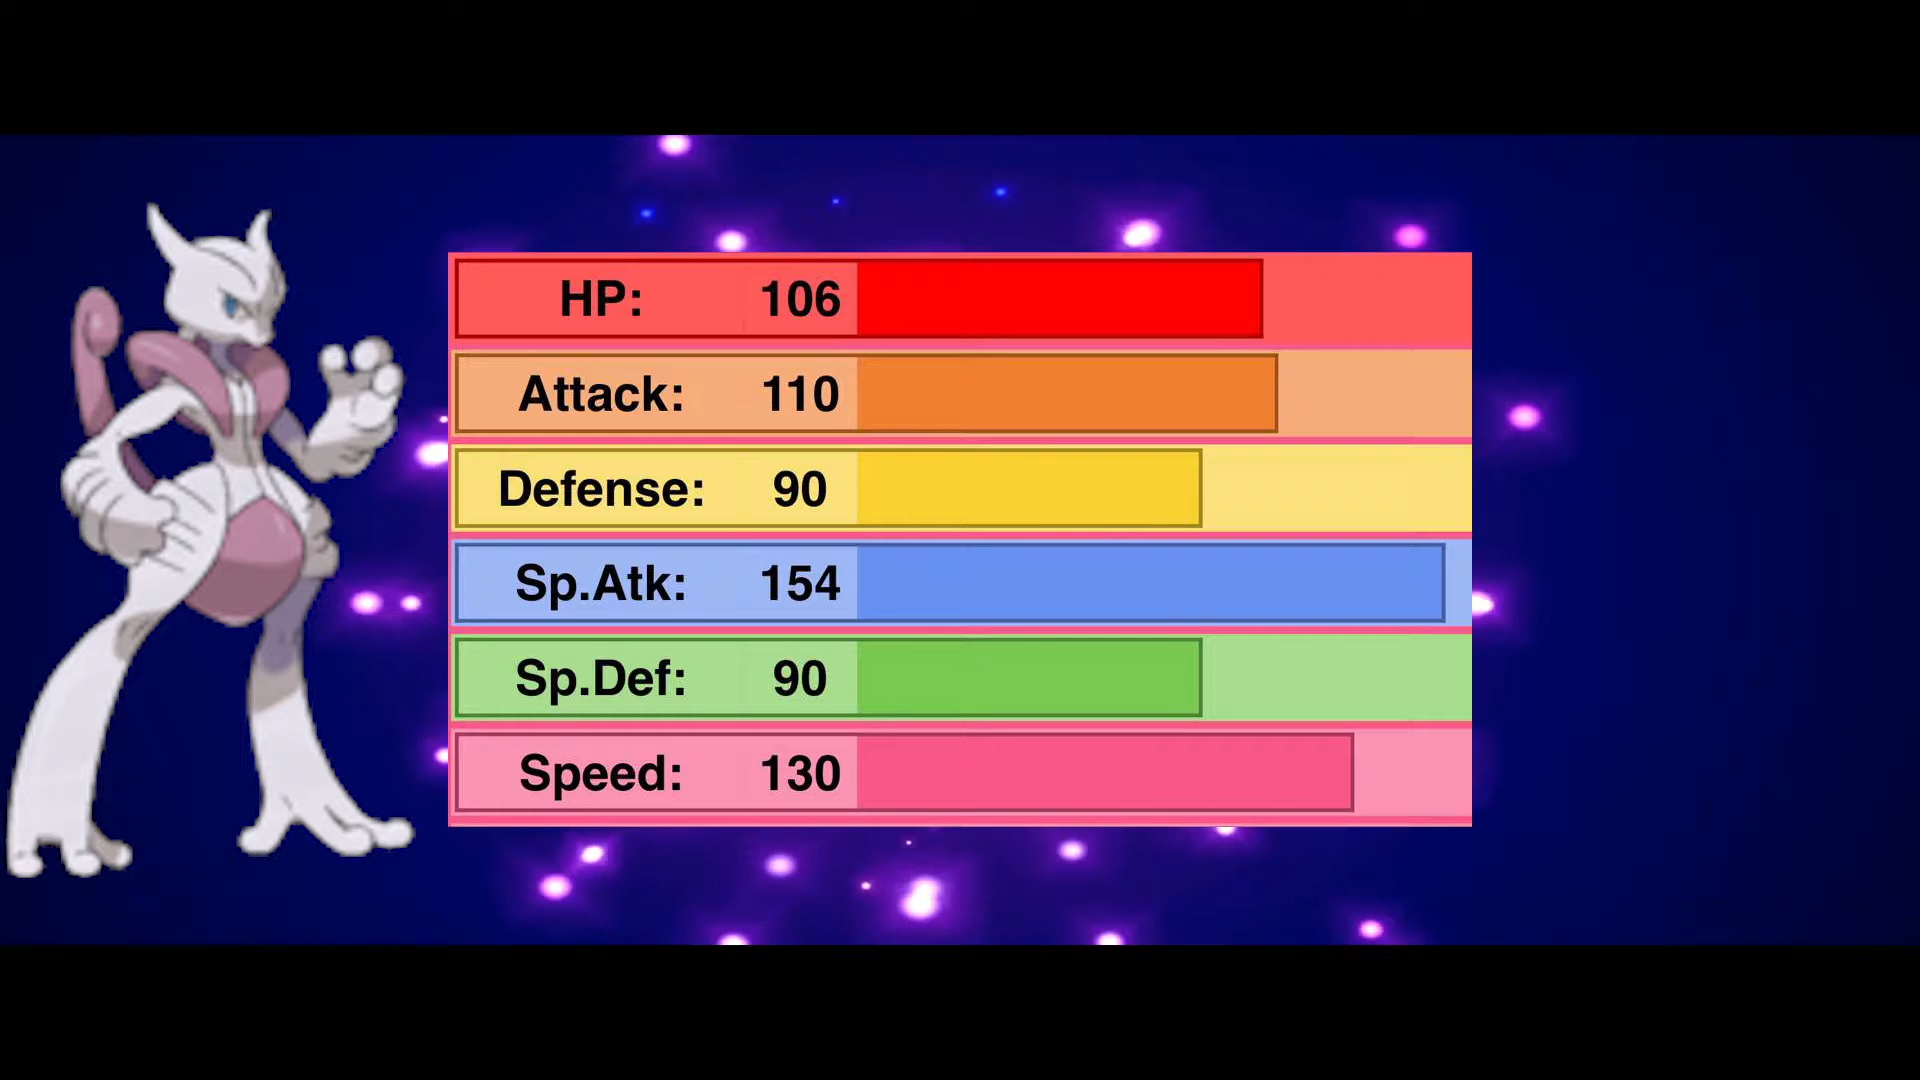 HP: 106
Attack: 110
Defense: 90
Sp.Atk: 154
Sp.Def: 90
Speed: 130